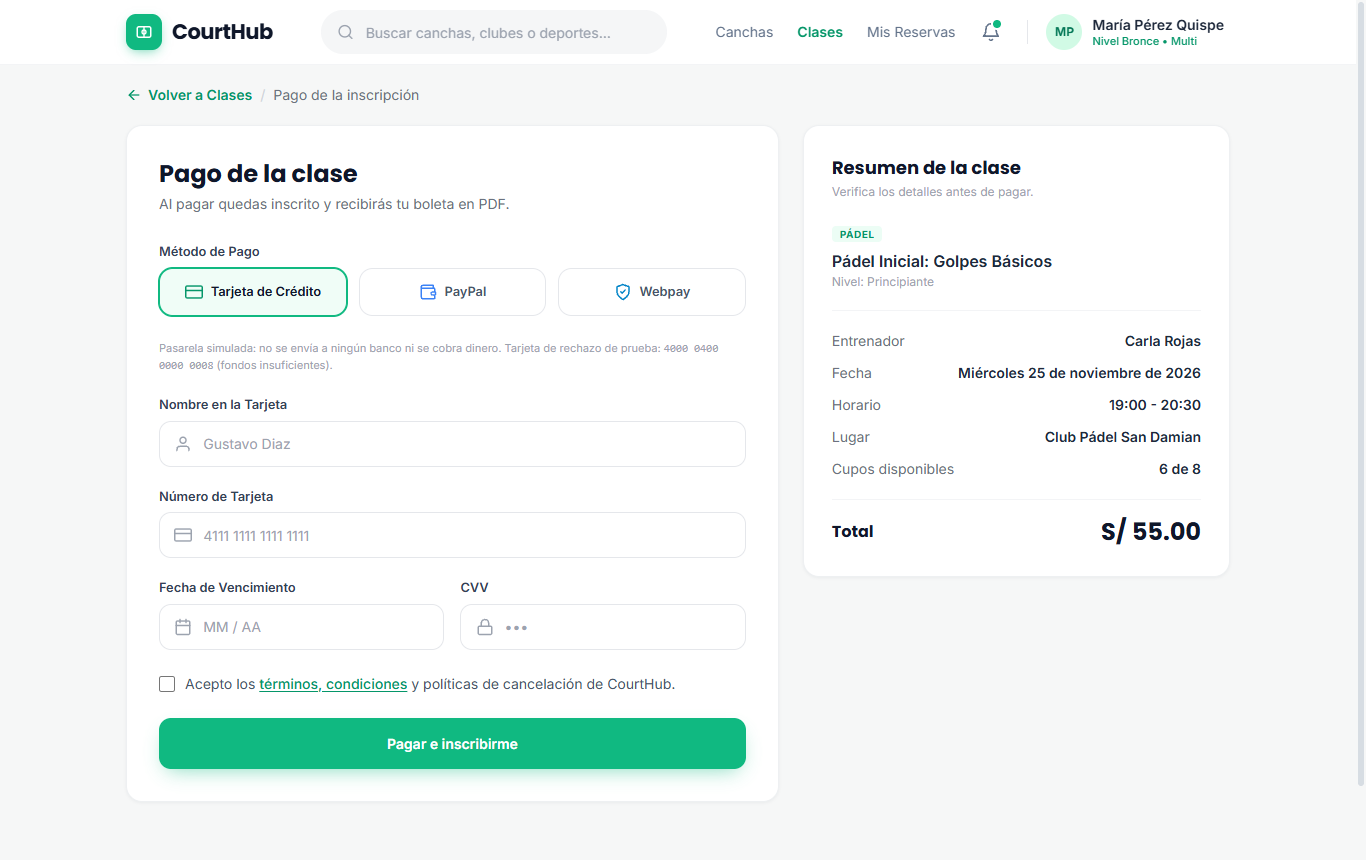 CourtHub
Buscar canchas, clubes o deportes...
Canchas
Clases
Mis Reservas
MP
María Pérez Quispe
Nivel Bronce • Multi
Volver a Clases / Pago de la inscripción
Pago de la clase
Al pagar quedas inscrito y recibirás tu boleta en PDF.
Método de Pago
Tarjeta de Crédito
PayPal
Webpay
Pasarela simulada: no se envía a ningún banco ni se cobra dinero. Tarjeta de rechazo de prueba: 4000 0400
0000 0008 (fondos insuficientes).
Nombre en la Tarjeta
Gustavo Diaz
Número de Tarjeta
4111 1111 1111 1111
Fecha de Vencimiento
CVV
MM / AA
•••
Acepto los términos, condiciones y políticas de cancelación de CourtHub.
Pagar e inscribirme
Resumen de la clase
Verifica los detalles antes de pagar.
PÁDEL
Pádel Inicial: Golpes Básicos
Nivel: Principiante
Entrenador Carla Rojas
Fecha Miércoles 25 de noviembre de 2026
Horario 19:00 - 20:30
Lugar Club Pádel San Damian
Cupos disponibles 6 de 8
Total S/ 55.00